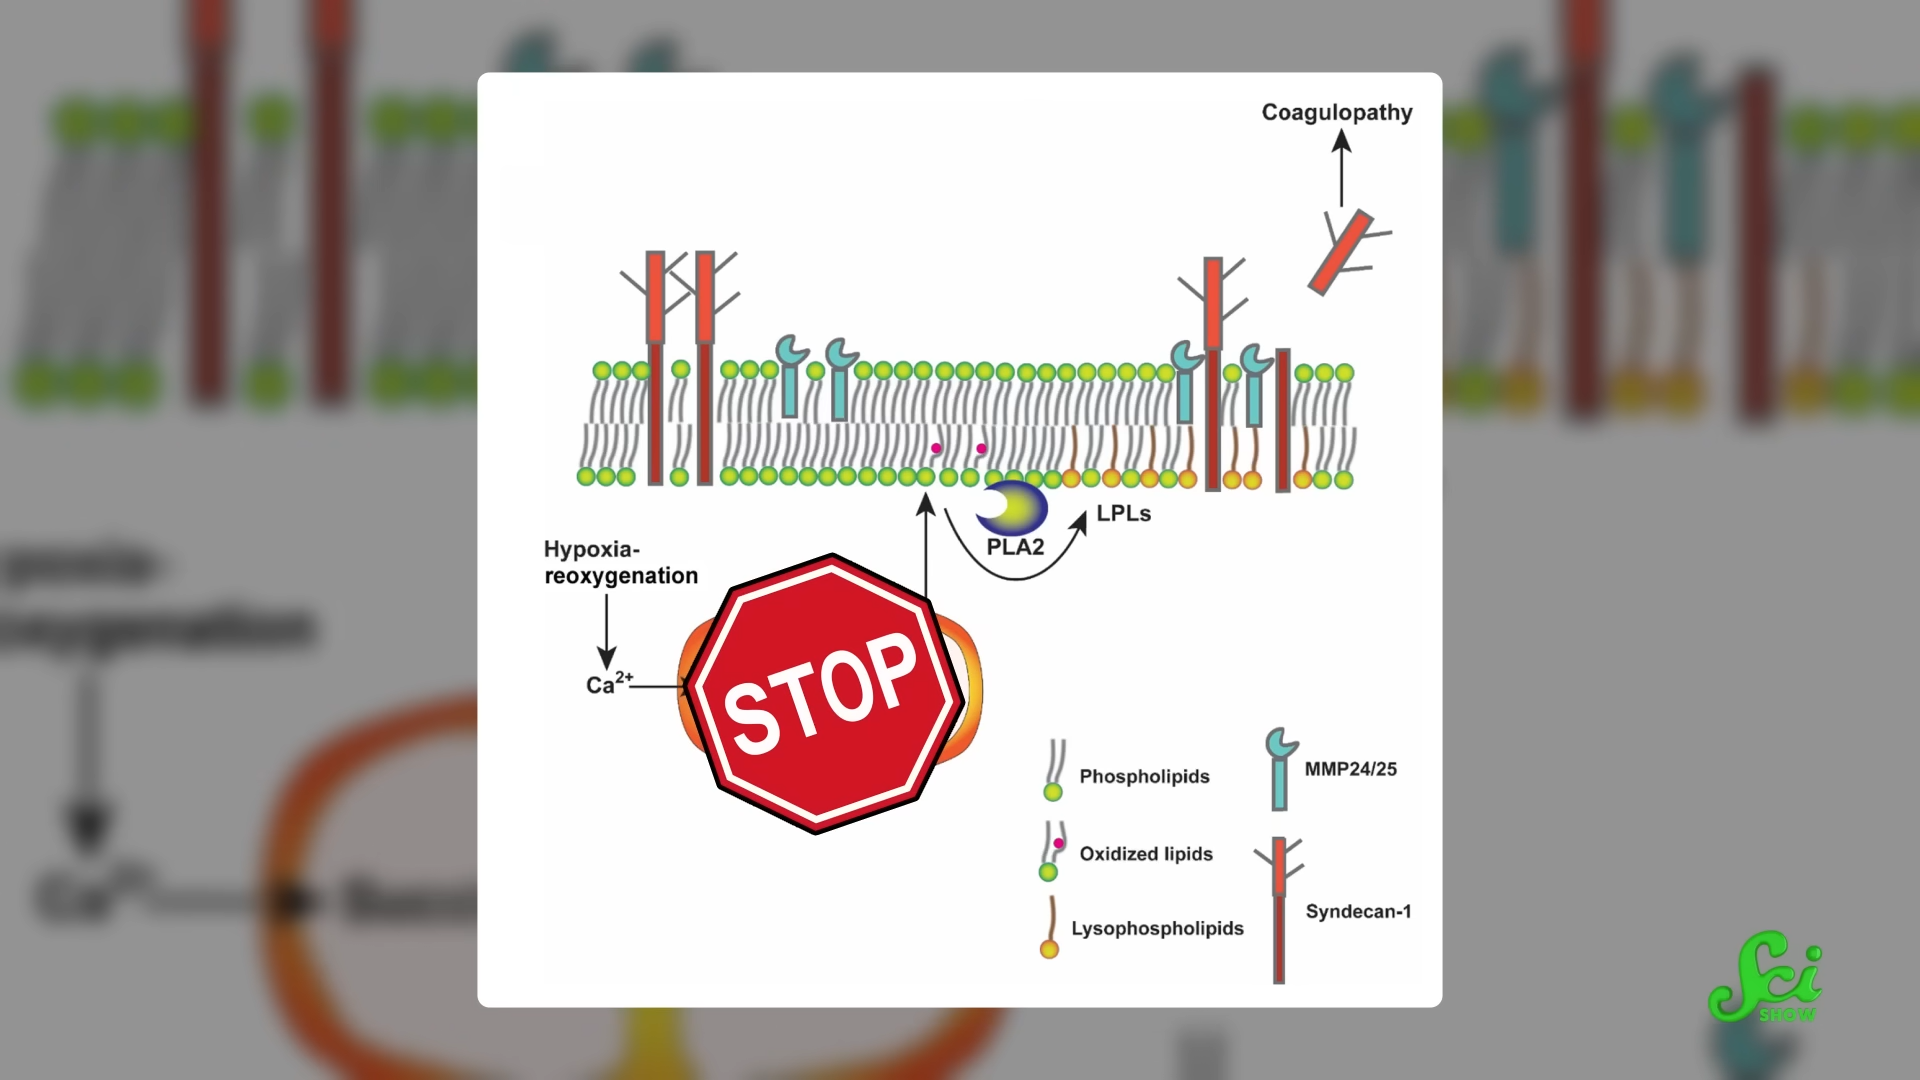 Coagulopathy
LPLs
PLA2
Hypoxia-
reoxygenation
Ca²⁺
STOP
Phospholipids
MMP24/25
Oxidized lipids
Syndecan-1
Lysophospholipids
Sci
SHOW